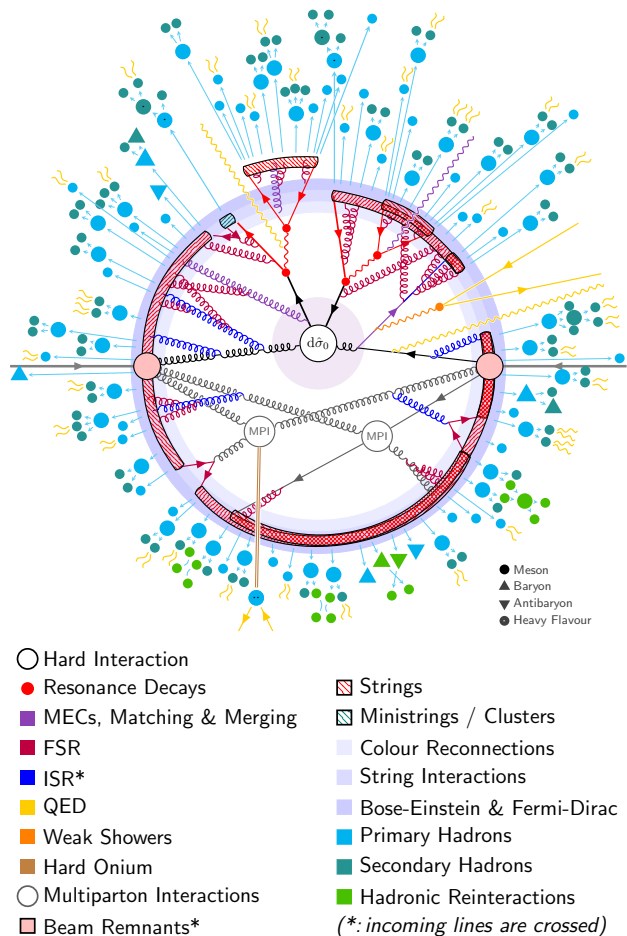 dσ̂₀
MPI
MPI
Meson
Baryon
Antibaryon
Heavy Flavour
Hard Interaction
Resonance Decays
MECs, Matching & Merging
FSR
ISR*
QED
Weak Showers
Hard Onium
Multiparton Interactions
Beam Remnants*
Strings
Ministrings / Clusters
Colour Reconnections
String Interactions
Bose-Einstein & Fermi-Dirac
Primary Hadrons
Secondary Hadrons
Hadronic Reinteractions
(*: incoming lines are crossed)